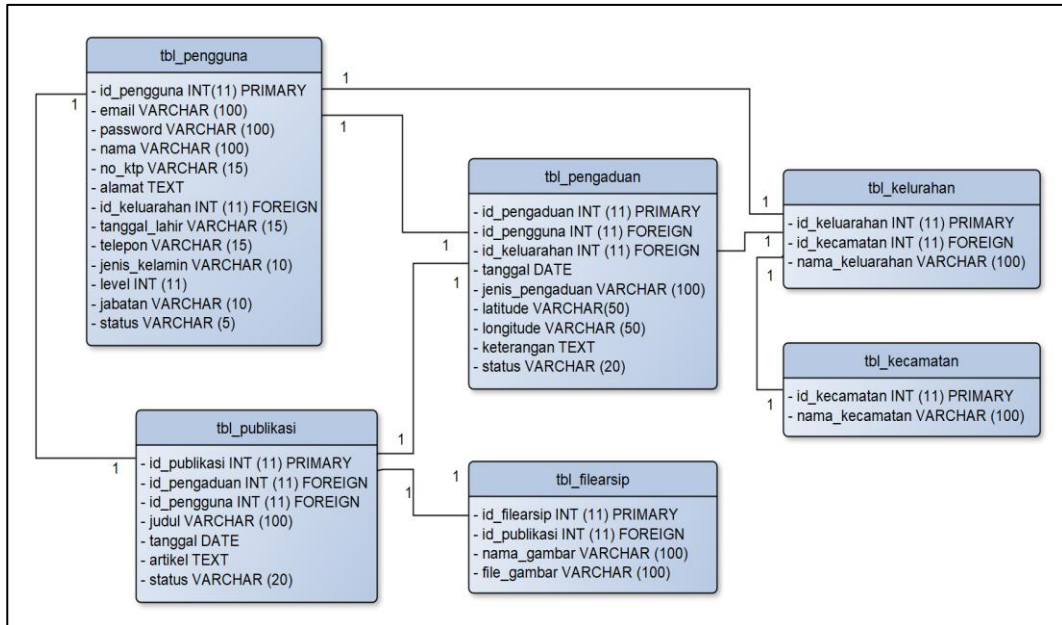 tbl_pengguna
- id_pengguna INT(11) PRIMARY
- email VARCHAR (100)
- password VARCHAR (100)
- nama VARCHAR (100)
- no_ktp VARCHAR (15)
- alamat TEXT
- id_keluarahan INT (11) FOREIGN
- tanggal_lahir VARCHAR (15)
- telepon VARCHAR (15)
- jenis_kelamin VARCHAR (10)
- level INT (11)
- jabatan VARCHAR (10)
- status VARCHAR (5)
1
1
1
tbl_pengaduan
- id_pengaduan INT (11) PRIMARY
- id_pengguna INT (11) FOREIGN
- id_keluarahan INT (11) FOREIGN
- tanggal DATE
- jenis_pengaduan VARCHAR (100)
- latitude VARCHAR(50)
- longitude VARCHAR (50)
- keterangan TEXT
- status VARCHAR (20)
1
1
1
1
1
tbl_kelurahan
- id_keluarahan INT (11) PRIMARY
- id_kecamatan INT (11) FOREIGN
- nama_keluarahan VARCHAR (100)
1
tbl_kecamatan
- id_kecamatan INT (11) PRIMARY
- nama_kecamatan VARCHAR (100)
1
tbl_publikasi
- id_publikasi INT (11) PRIMARY
- id_pengaduan INT (11) FOREIGN
- id_pengguna INT (11) FOREIGN
- judul VARCHAR (100)
- tanggal DATE
- artikel TEXT
- status VARCHAR (20)
1
1
1
1
tbl_filearsip
- id_filearsip INT (11) PRIMARY
- id_publikasi INT (11) FOREIGN
- nama_gambar VARCHAR (100)
- file_gambar VARCHAR (100)